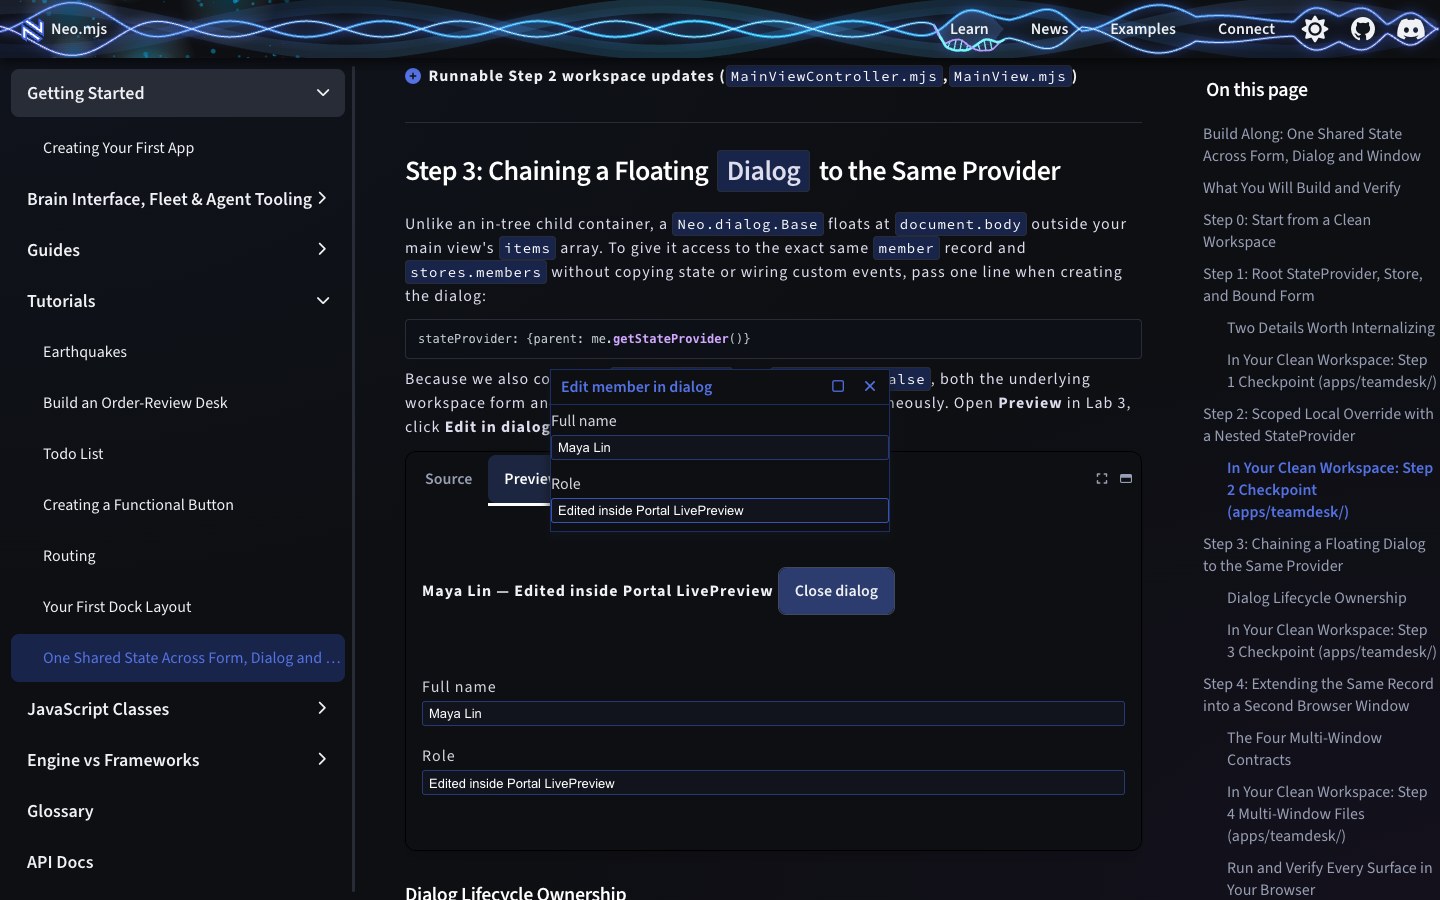 Neo.mjs
Learn
News
Examples
Connect
Getting Started
Creating Your First App
Brain Interface, Fleet & Agent Tooling
Guides
Tutorials
Earthquakes
Build an Order-Review Desk
Todo List
Creating a Functional Button
Routing
Your First Dock Layout
One Shared State Across Form, Dialog and ...
JavaScript Classes
Engine vs Frameworks
Glossary
API Docs
Runnable Step 2 workspace updates (MainViewController.mjs, MainView.mjs)
Step 3: Chaining a Floating Dialog to the Same Provider
Unlike an in-tree child container, a Neo.dialog.Base floats at document.body outside your
main view's items array. To give it access to the exact same member record and
stores.members without copying state or wiring custom events, pass one line when creating
the dialog:
stateProvider: {parent: me.getStateProvider()}
Because we also co alse, both the underlying
workspace form an neously. Open Preview in Lab 3,
click Edit in dialog
Edit member in dialog
Full name
Maya Lin
Role
Edited inside Portal LivePreview
Source
Preview
Maya Lin — Edited inside Portal LivePreview
Close dialog
Full name
Maya Lin
Role
Edited inside Portal LivePreview
Dialog Lifecycle Ownership
On this page
Build Along: One Shared State
Across Form, Dialog and Window
What You Will Build and Verify
Step 0: Start from a Clean
Workspace
Step 1: Root StateProvider, Store,
and Bound Form
Two Details Worth Internalizing
In Your Clean Workspace: Step
1 Checkpoint (apps/teamdesk/)
Step 2: Scoped Local Override with
a Nested StateProvider
In Your Clean Workspace: Step
2 Checkpoint
(apps/teamdesk/)
Step 3: Chaining a Floating Dialog
to the Same Provider
Dialog Lifecycle Ownership
In Your Clean Workspace: Step
3 Checkpoint (apps/teamdesk/)
Step 4: Extending the Same Record
into a Second Browser Window
The Four Multi-Window
Contracts
In Your Clean Workspace: Step
4 Multi-Window Files
(apps/teamdesk/)
Run and Verify Every Surface in
Your Browser